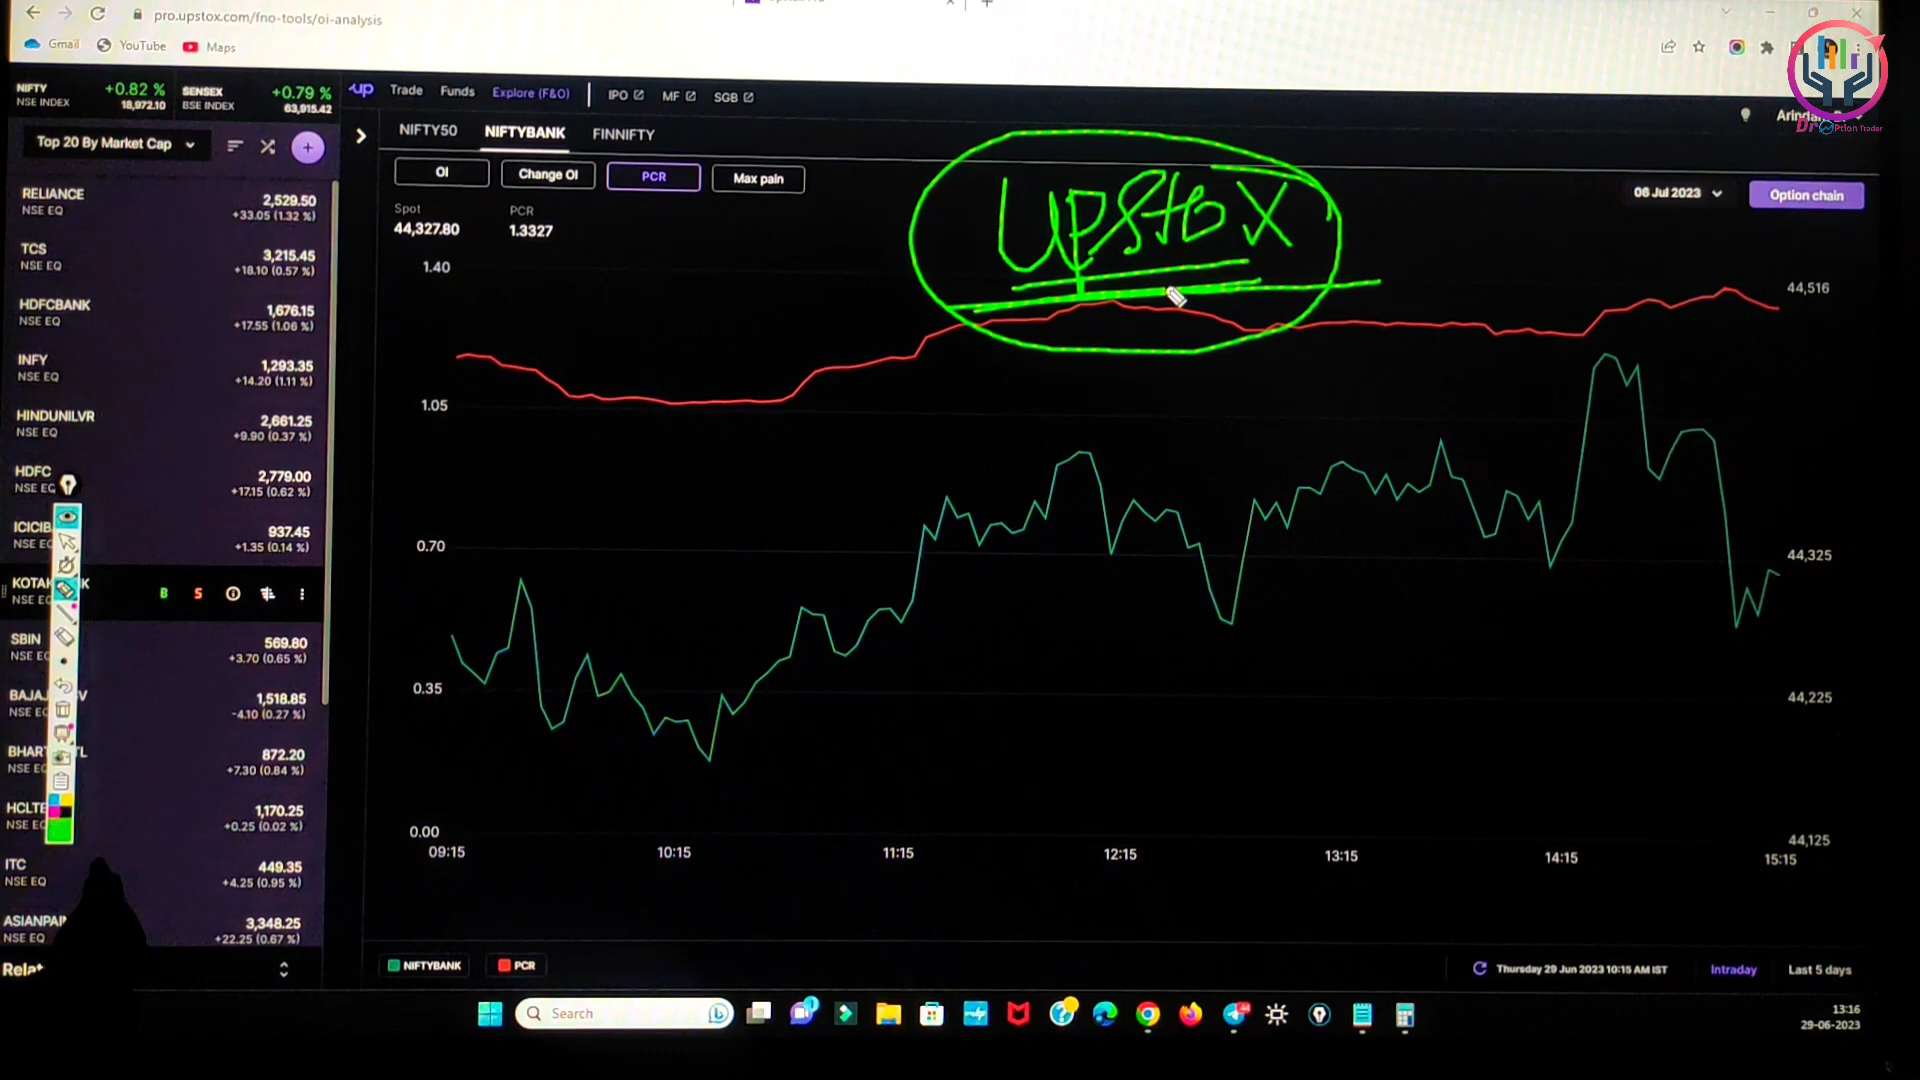 pro.upstox.com/fno-tools/oi-analysis
Gmail YouTube Maps
NIFTY +0.82 % SENSEX +0.79 %
NSE INDEX 18,972.10 BSE INDEX 63,915.42
up Trade Funds Explore (F&O) IPO MF SGB
Option Trader
Top 20 By Market Cap
NIFTY50 NIFTYBANK FINNIFTY
OI Change OI PCR Max pain
06 Jul 2023 Option chain
Spot PCR
44,327.80 1.3327
UPStoX
RELIANCE 2,529.50
NSE EQ +33.05 (1.32 %)
TCS 3,215.45
NSE EQ +18.10 (0.57 %)
HDFCBANK 1,676.15
NSE EQ +17.55 (1.06 %)
INFY 1,293.35
NSE EQ +14.20 (1.11 %)
HINDUNILVR 2,661.25
NSE EQ +9.90 (0.37 %)
HDFC 2,779.00
NSE EQ +17.15 (0.62 %)
937.45
+1.35 (0.14 %)
B S
SBIN 569.80
+3.70 (0.65 %)
1,518.85
-4.10 (0.27 %)
872.20
+7.30 (0.84 %)
1,170.25
+0.25 (0.02 %)
ITC 449.35
NSE EQ +4.25 (0.95 %)
3,348.25
NSE EQ +22.25 (0.67 %)
1.40
1.05
0.70
0.35
0.00
44,516
44,325
44,225
44,125
09:15 10:15 11:15 12:15 13:15 14:15 15:15
NIFTYBANK PCR
Thursday 29 Jun 2023 10:15 AM IST Intraday Last 5 days
Search
13:16
29-06-2023